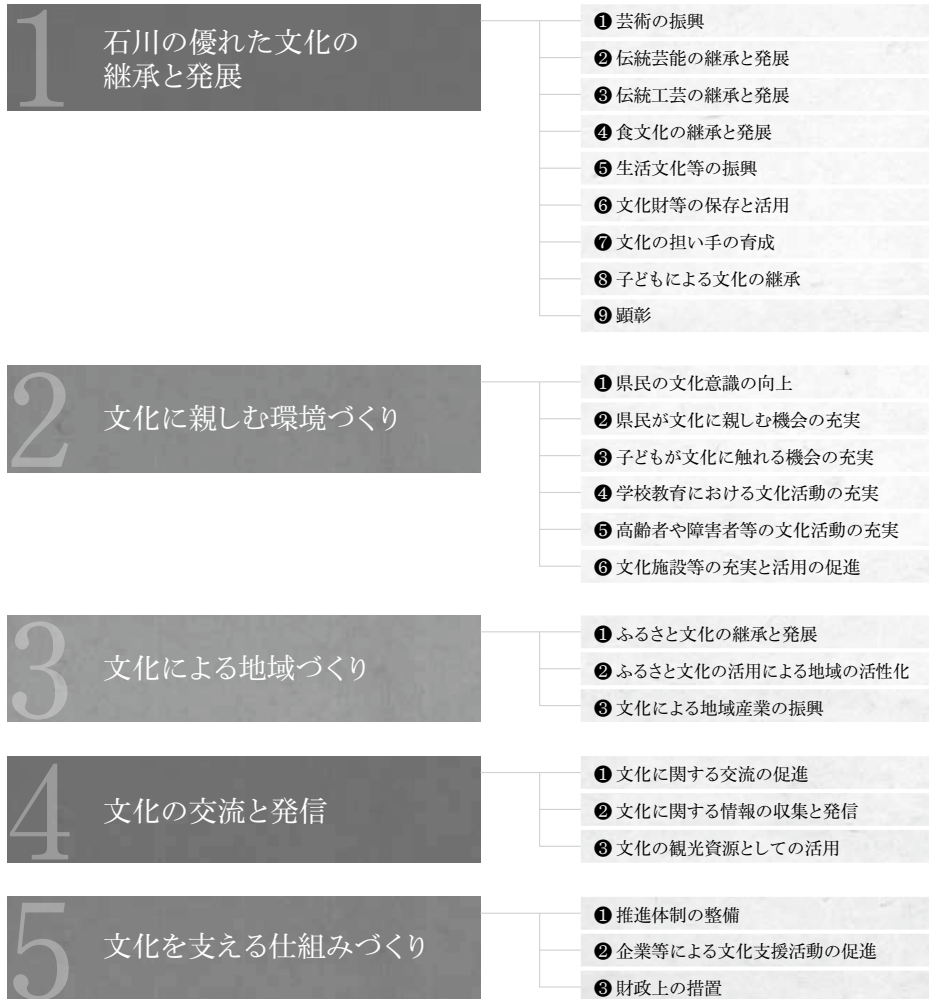 1
石川の優れた文化の
継承と発展
❶ 芸術の振興
❷ 伝統芸能の継承と発展
❸ 伝統工芸の継承と発展
❹ 食文化の継承と発展
❺ 生活文化等の振興
❻ 文化財等の保存と活用
❼ 文化の担い手の育成
❽ 子どもによる文化の継承
❾ 顕彰
2
文化に親しむ環境づくり
❶ 県民の文化意識の向上
❷ 県民が文化に親しむ機会の充実
❸ 子どもが文化に触れる機会の充実
❹ 学校教育における文化活動の充実
❺ 高齢者や障害者等の文化活動の充実
❻ 文化施設等の充実と活用の促進
3
文化による地域づくり
❶ ふるさと文化の継承と発展
❷ ふるさと文化の活用による地域の活性化
❸ 文化による地域産業の振興
4
文化の交流と発信
❶ 文化に関する交流の促進
❷ 文化に関する情報の収集と発信
❸ 文化の観光資源としての活用
5
文化を支える仕組みづくり
❶ 推進体制の整備
❷ 企業等による文化支援活動の促進
❸ 財政上の措置